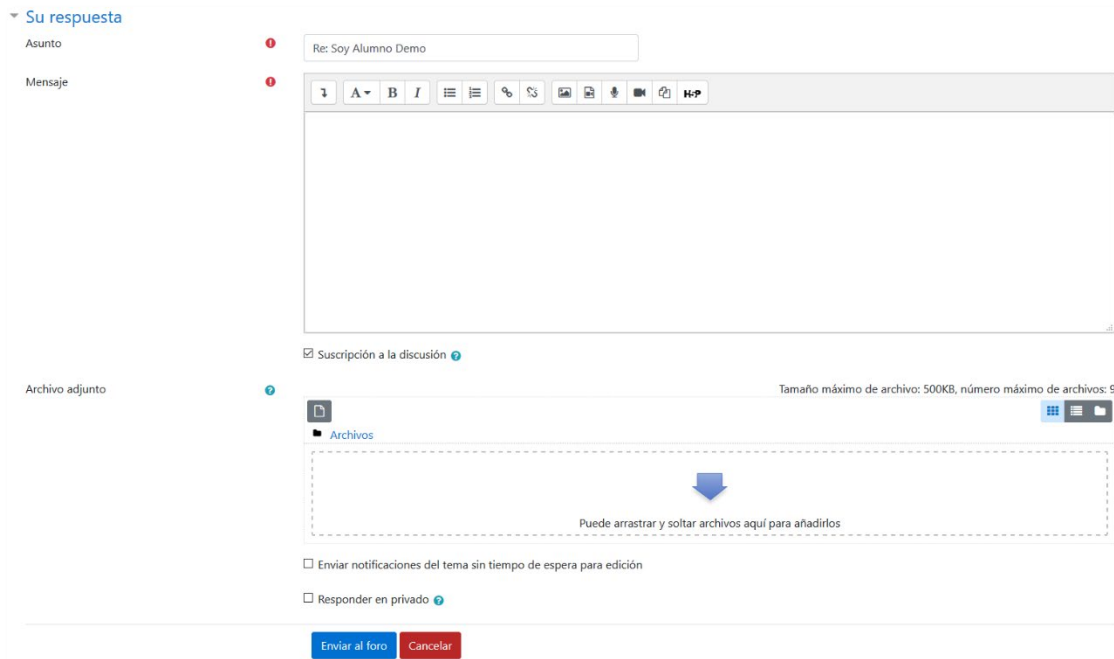 Su respuesta
Asunto
Re: Soy Alumno Demo
Mensaje
A B I H-P
Suscripción a la discusión
Archivo adjunto
Tamaño máximo de archivo: 500KB, número máximo de archivos: 9
Archivos
Puede arrastrar y soltar archivos aquí para añadirlos
Enviar notificaciones del tema sin tiempo de espera para edición
Responder en privado
Enviar al foro Cancelar